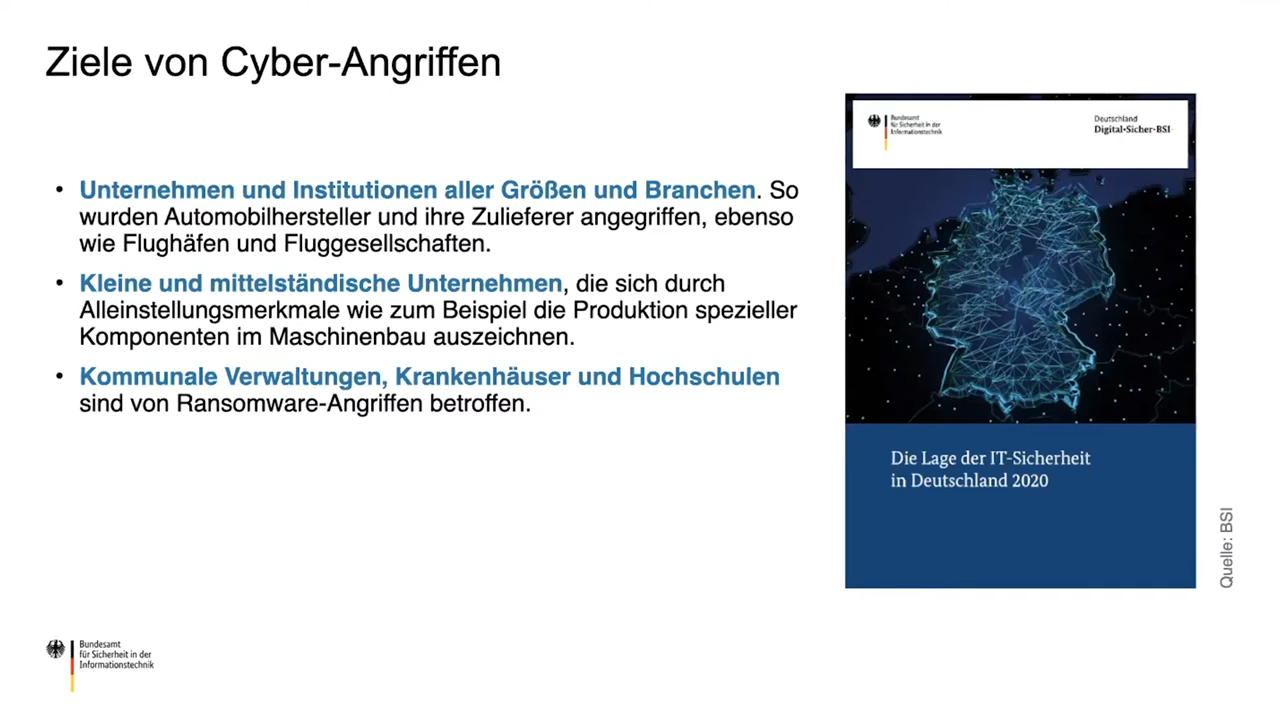 Ziele von Cyber-Angriffen
• Unternehmen und Institutionen aller Größen und Branchen. So
wurden Automobilhersteller und ihre Zulieferer angegriffen, ebenso
wie Flughäfen und Fluggesellschaften.
• Kleine und mittelständische Unternehmen, die sich durch
Alleinstellungsmerkmale wie zum Beispiel die Produktion spezieller
Komponenten im Maschinenbau auszeichnen.
• Kommunale Verwaltungen, Krankenhäuser und Hochschulen
sind von Ransomware-Angriffen betroffen.
Bundesamt
für Sicherheit in der
Informationstechnik
Deutschland
Digital•Sicher•BSI•
Die Lage der IT-Sicherheit
in Deutschland 2020
Quelle: BSI
Bundesamt
für Sicherheit in der
Informationstechnik